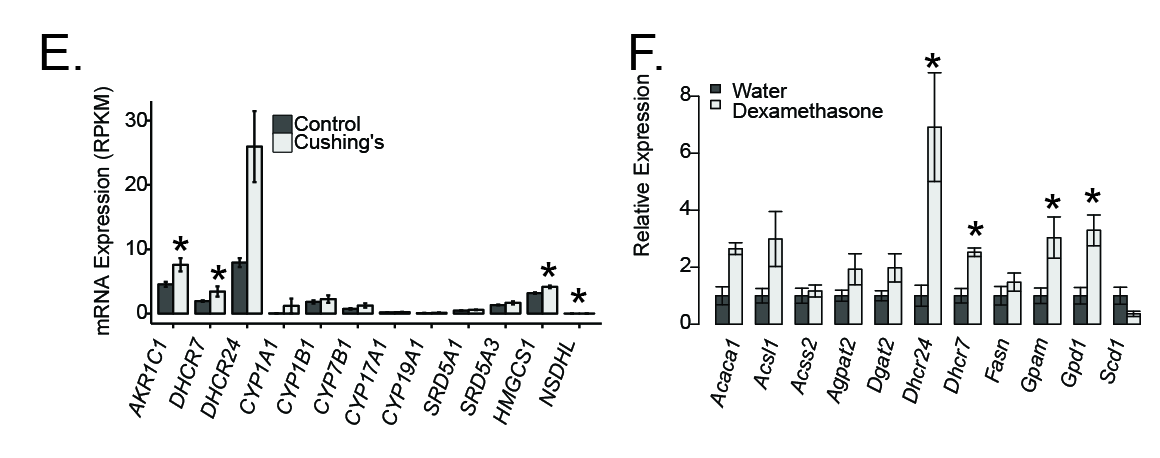 E.
mRNA Expression (RPKM)
30
20
10
0
Control
Cushing's
*
*
*
*
AKR1C1
DHCR7
DHCR24
CYP1A1
CYP1B1
CYP7B1
CYP17A1
CYP19A1
SRD5A1
SRD5A3
HMGCS1
NSDHL
F.
Relative Expression
8
6
4
2
0
Water
Dexamethasone
*
*
*
*
Acaca1
Acsl1
Acss2
Agpat2
Dgat2
Dhcr24
Dhcr7
Fasn
Gpam
Gpd1
Scd1